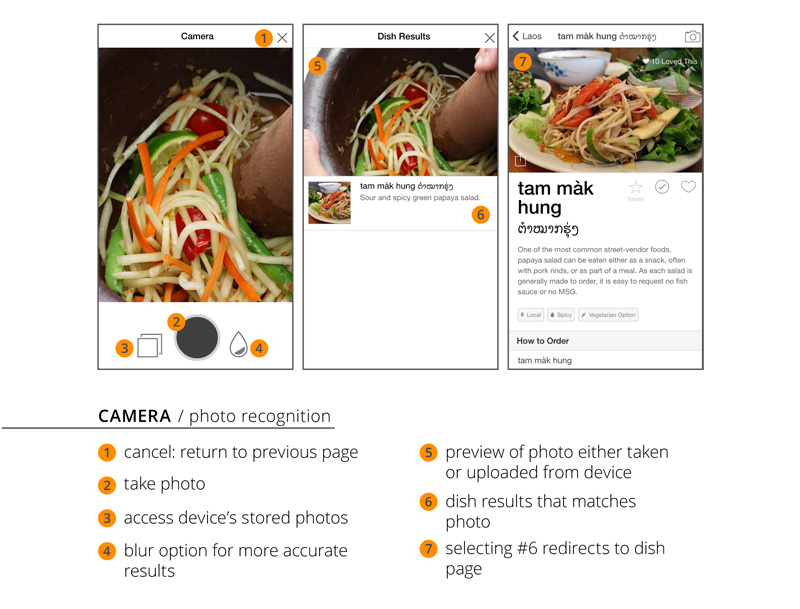 Camera
1
2
3
4
Dish Results
5
tam màk hung ຕໍາໝາກຮຸ່ງ
Sour and spicy green papaya salad.
6
Laos
tam màk hung ຕໍາໝາກຮຸ່ງ
7
10 Loved This
tam màk
hung
Saved
ຕໍາໝາກຮຸ່ງ
One of the most common street-vendor foods,
papaya salad can be eaten either as a snack, often
with pork rinds, or as part of a meal. As each salad is
generally made to order, it is easy to request no fish
sauce or no MSG.
Local
Spicy
Vegetarian Option
How to Order
tam màk hung
CAMERA / photo recognition
1 cancel: return to previous page
2 take photo
3 access device's stored photos
4 blur option for more accurate
results
5 preview of photo either taken
or uploaded from device
6 dish results that matches
photo
7 selecting #6 redirects to dish
page